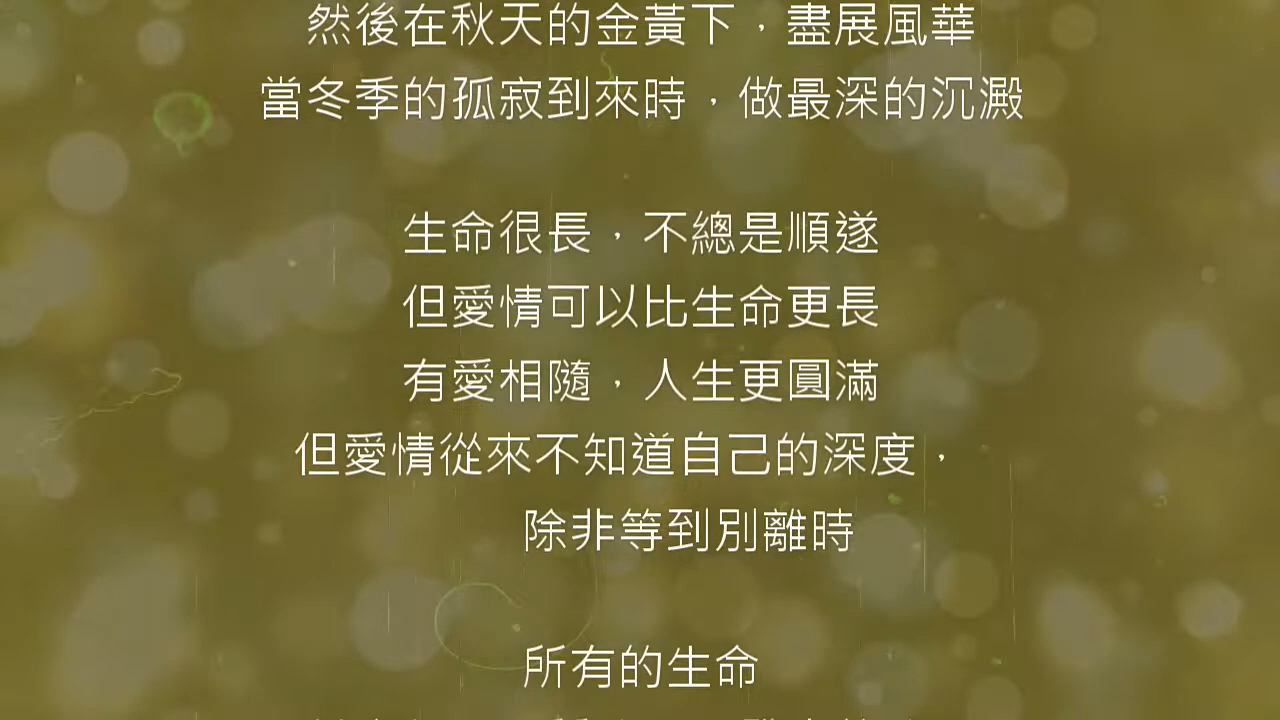 然後在秋天的金黃下，盡展風華
當冬季的孤寂到來時，做最深的沉澱
生命很長，不總是順遂
但愛情可以比生命更長
有愛相隨，人生更圓滿
但愛情從來不知道自己的深度，
除非等到別離時
所有的生命